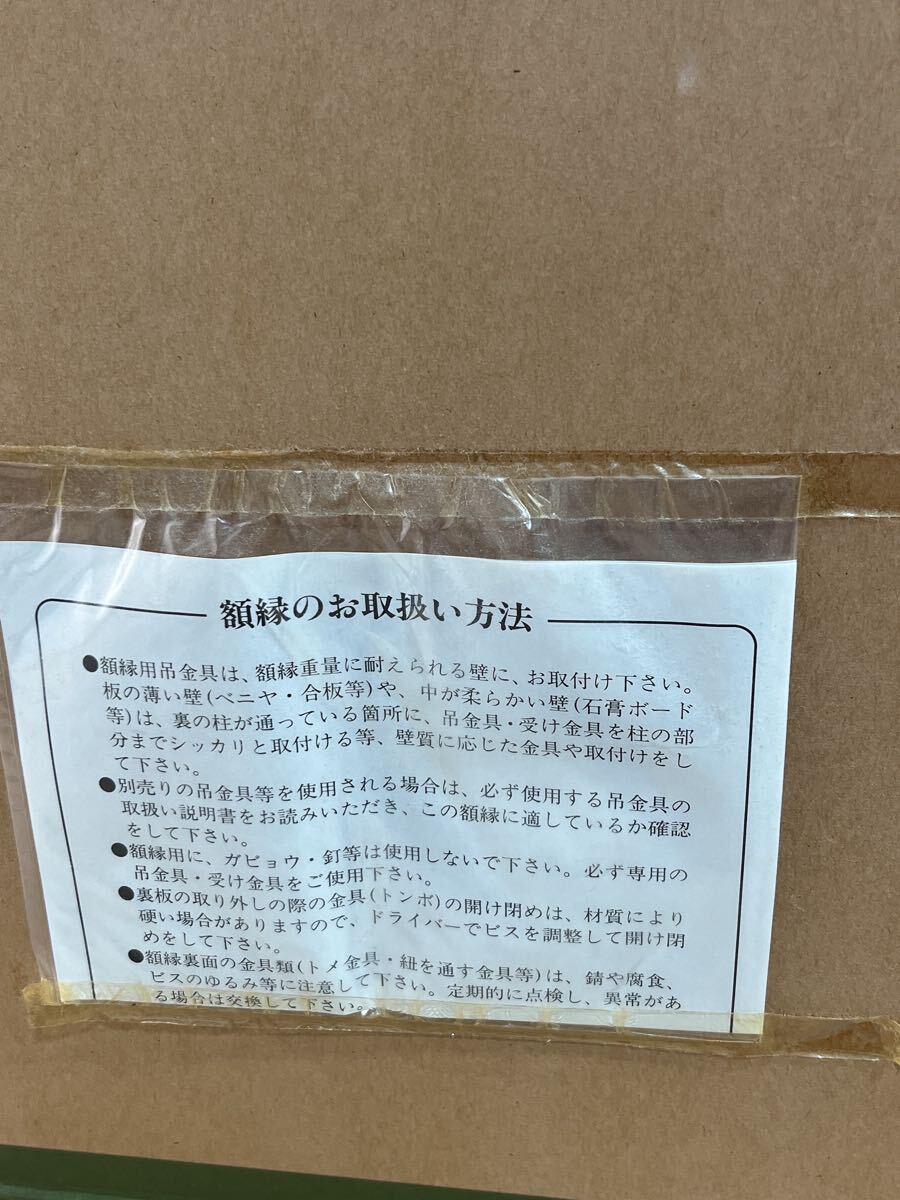 額縁のお取扱い方法
●額縁用吊金具は、額縁重量に耐えられる壁に、お取付け下さい。
板の薄い壁(ベニヤ・合板等)や、中が柔らかい壁(石膏ボード
等)は、裏の柱が通っている箇所に、吊金具・受け金具を柱の部
分までシッカリと取付ける等、壁質に応じた金具や取付けをし
て下さい。
●別売りの吊金具等を使用される場合は、必ず使用する吊金具の
取扱い説明書をお読みいただき、この額縁に適しているか確認
をして下さい。
●額縁用に、ガビョウ・釘等は使用しないで下さい。必ず専用の
吊金具・受け金具をご使用下さい。
●裏板の取り外しの際の金具(トンボ)の開け閉めは、材質により
硬い場合がありますので、ドライバーでビスを調整して開け閉
めをして下さい。
●額縁裏面の金具類(トメ金具・紐を通す金具等)は、錆や腐食、
ビスのゆるみ等に注意して下さい。定期的に点検し、異常があ
る場合は交換して下さい。